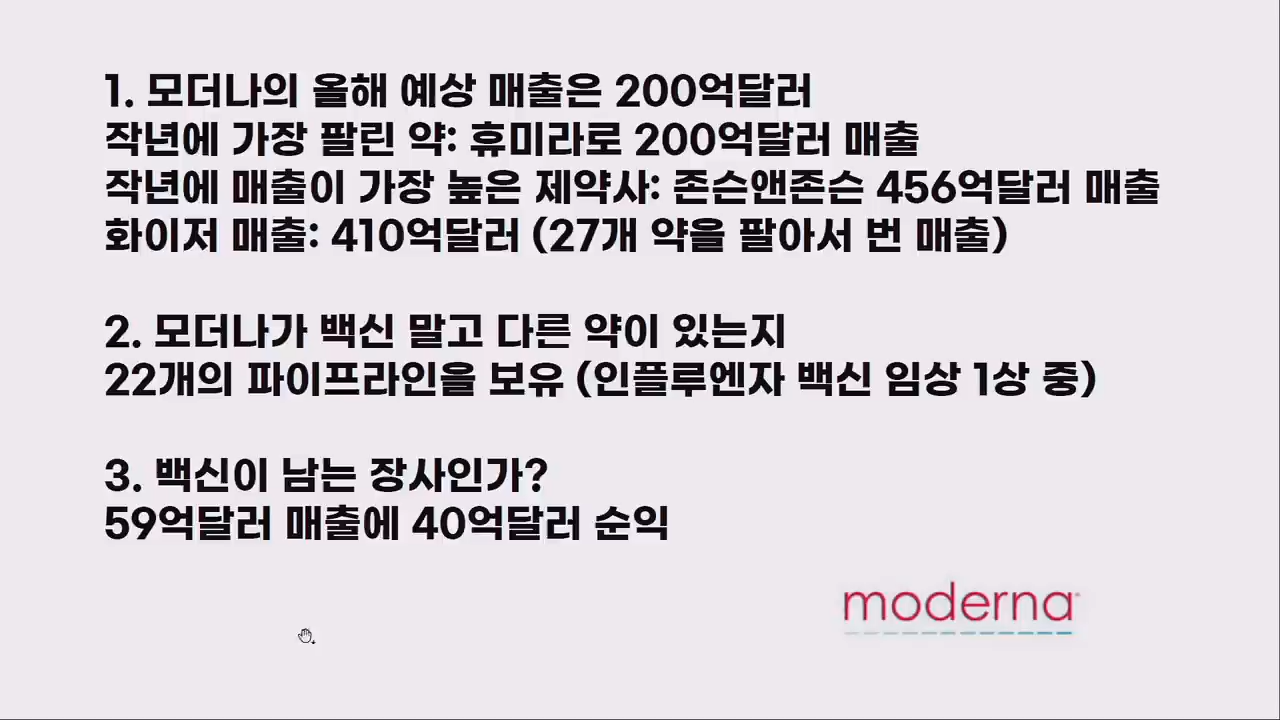 1. 모더나의 올해 예상 매출은 200억달러
작년에 가장 팔린 약: 휴미라로 200억달러 매출
작년에 매출이 가장 높은 제약사: 존슨앤존슨 456억달러 매출
화이저 매출: 410억달러 (27개 약을 팔아서 번 매출)
2. 모더나가 백신 말고 다른 약이 있는지
22개의 파이프라인을 보유 (인플루엔자 백신 임상 1상 중)
3. 백신이 남는 장사인가?
59억달러 매출에 40억달러 순익
moderna